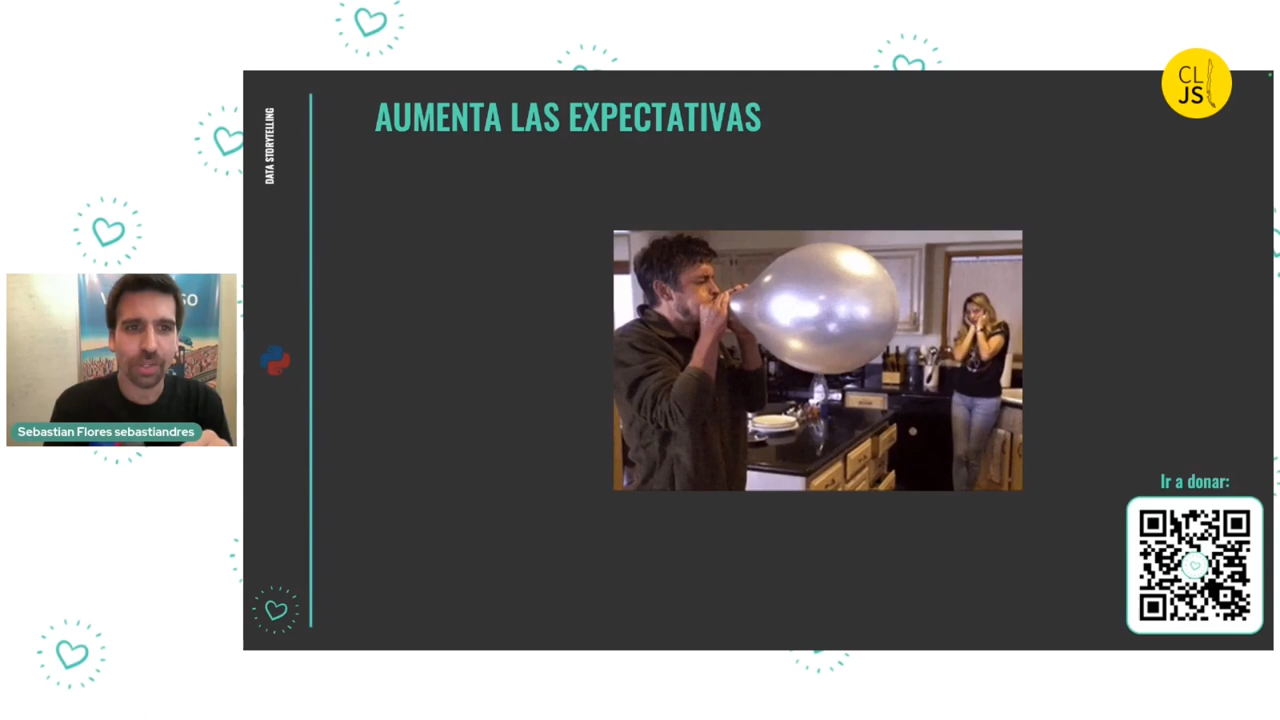 CL
JS
AUMENTA LAS EXPECTATIVAS
DATA STORYTELLING
Sebastian Flores sebastiandres
Ir a donar: